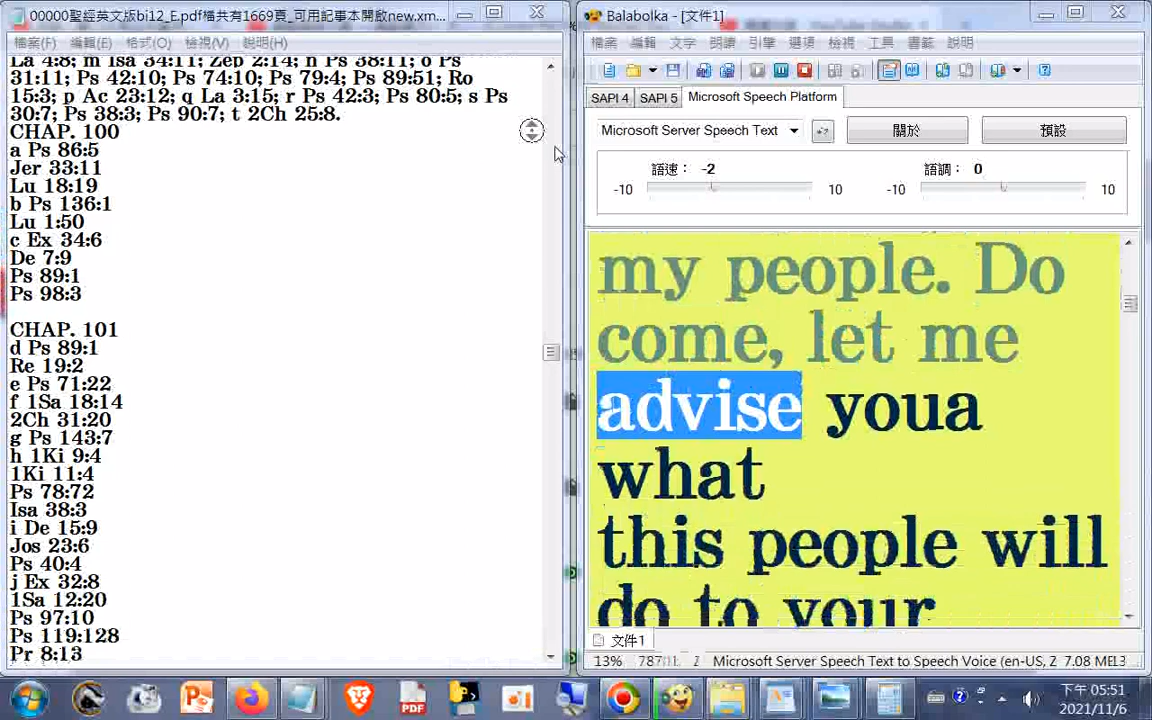 00000聖經英文版bi12_E.pdf檔共有1669頁_可用記事本開啟new.xm...
檔案(F) 編輯(E) 格式(O) 檢視(V) 說明(H)
La 4:8; m Isa 34:11; Zep 2:14; n Ps 38:11; o Ps
31:11; Ps 42:10; Ps 74:10; Ps 79:4; Ps 89:51; Ro
15:3; p Ac 23:12; q La 3:15; r Ps 42:3; Ps 80:5; s Ps
30:7; Ps 38:3; Ps 90:7; t 2Ch 25:8.
CHAP. 100
a Ps 86:5
Jer 33:11
Lu 18:19
b Ps 136:1
Lu 1:50
c Ex 34:6
De 7:9
Ps 89:1
Ps 98:3
CHAP. 101
d Ps 89:1
Re 19:2
e Ps 71:22
f 1Sa 18:14
2Ch 31:20
g Ps 143:7
h 1Ki 9:4
1Ki 11:4
Ps 78:72
Isa 38:3
i De 15:9
Jos 23:6
Ps 40:4
j Ex 32:8
1Sa 12:20
Ps 97:10
Ps 119:128
Pr 8:13
Balabolka - [文件1]
檔案 編輯 文字 朗讀 引擎 選項 檢視 工具 書籤 說明
SAPI 4 SAPI 5 Microsoft Speech Platform
Microsoft Server Speech Text 關於 預設
語速： -2 語調： 0
-10 10 -10 10
my people. Do
come, let me
advise youa
what
this people will
do to your
文件1
13% Microsoft Server Speech Text to Speech Voice (en-US, 2 7.08 ME
PDF
下午 05:51
2021/11/6